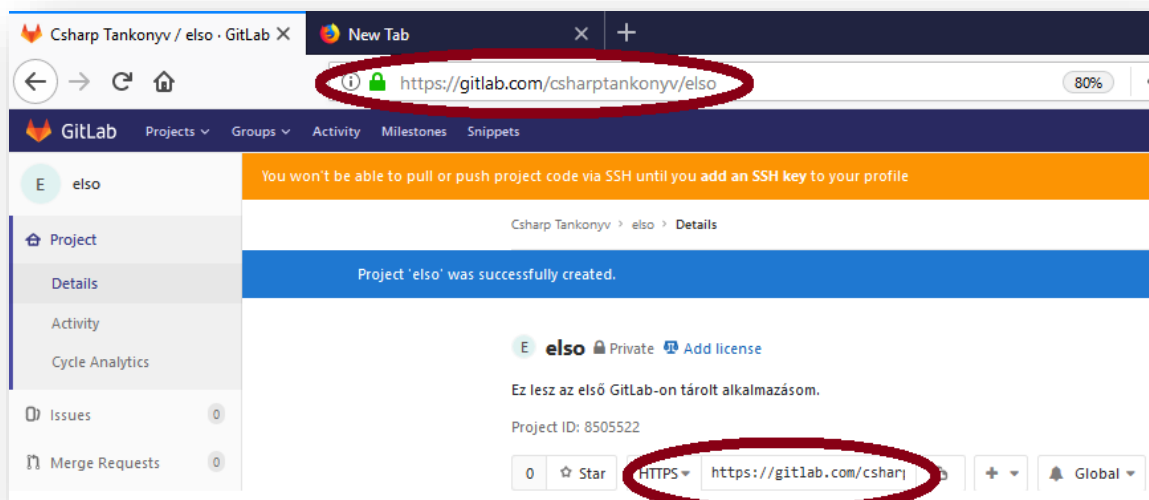 Csharp Tankonyv / elso · GitLab
New Tab
https://gitlab.com/csharptankonyv/elso
80%
GitLab Projects Groups Activity Milestones Snippets
E elso
You won't be able to pull or push project code via SSH until you add an SSH key to your profile
Csharp Tankonyv > elso > Details
Project
Project 'elso' was successfully created.
Details
Activity
E elso Private Add license
Cycle Analytics
Ez lesz az első GitLab-on tárolt alkalmazásom.
Issues 0
Project ID: 8505522
Merge Requests 0
0 Star HTTPS https://gitlab.com/cshar Global